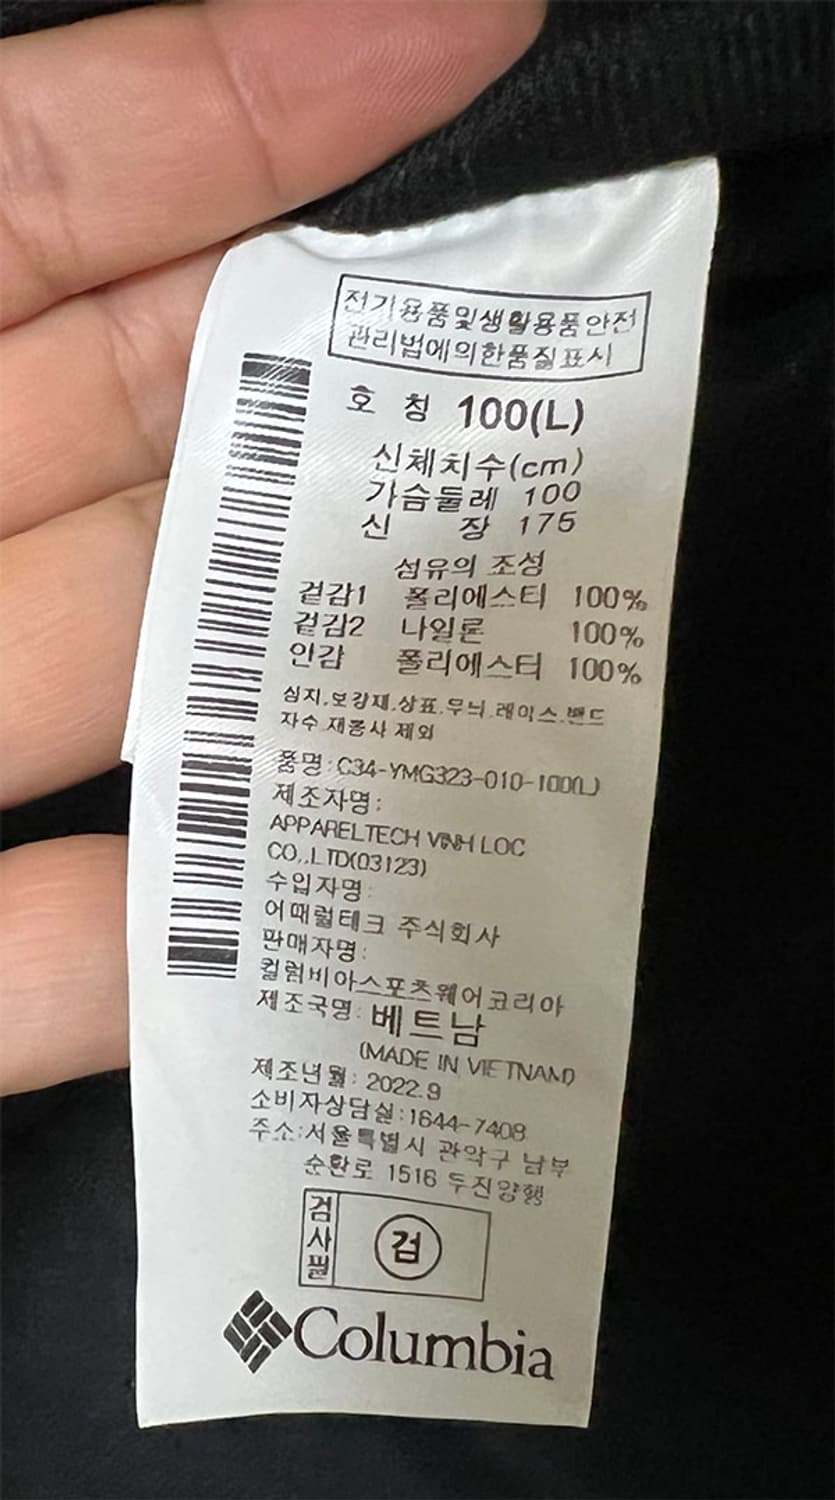 전기용품및생활용품안전
관리법에의한품질표시
호 칭 100(L)
신체치수(cm)
가슴둘레 100
신 장 175
섬유의 조성
겉감1 폴리에스터 100%
겉감2 나일론 100%
안감 폴리에스터 100%
심지,보강재,상표,무늬,레이스,밴드
자수,재봉사 제외
품명: C34-YMG323-010-100(L)
제조자명:
APPARELTECH VINH LOC
CO.,LTD(03123)
수입자명:
어패럴테크 주식회사
판매자명:
컬럼비아스포츠웨어코리아
제조국명: 베트남
(MADE IN VIETNAM)
제조년월: 2022.9
소비자상담실:1644-7408
주소:서울특별시 관악구 남부
순환로 1516 두진양행
검사필
검
Columbia